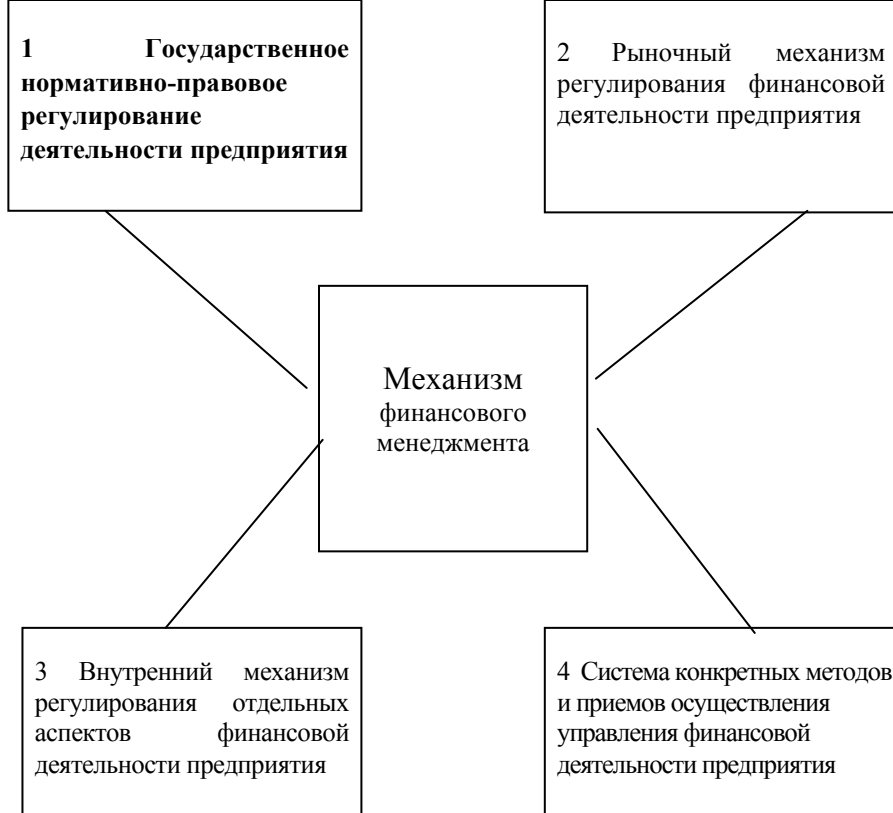 1 Государственное
нормативно-правовое
регулирование
деятельности предприятия
2 Рыночный механизм
регулирования финансовой
деятельности предприятия
Механизм
финансового
менеджмента
3 Внутренний механизм
регулирования отдельных
аспектов финансовой
деятельности предприятия
4 Система конкретных методов
и приемов осуществления
управления финансовой
деятельности предприятия